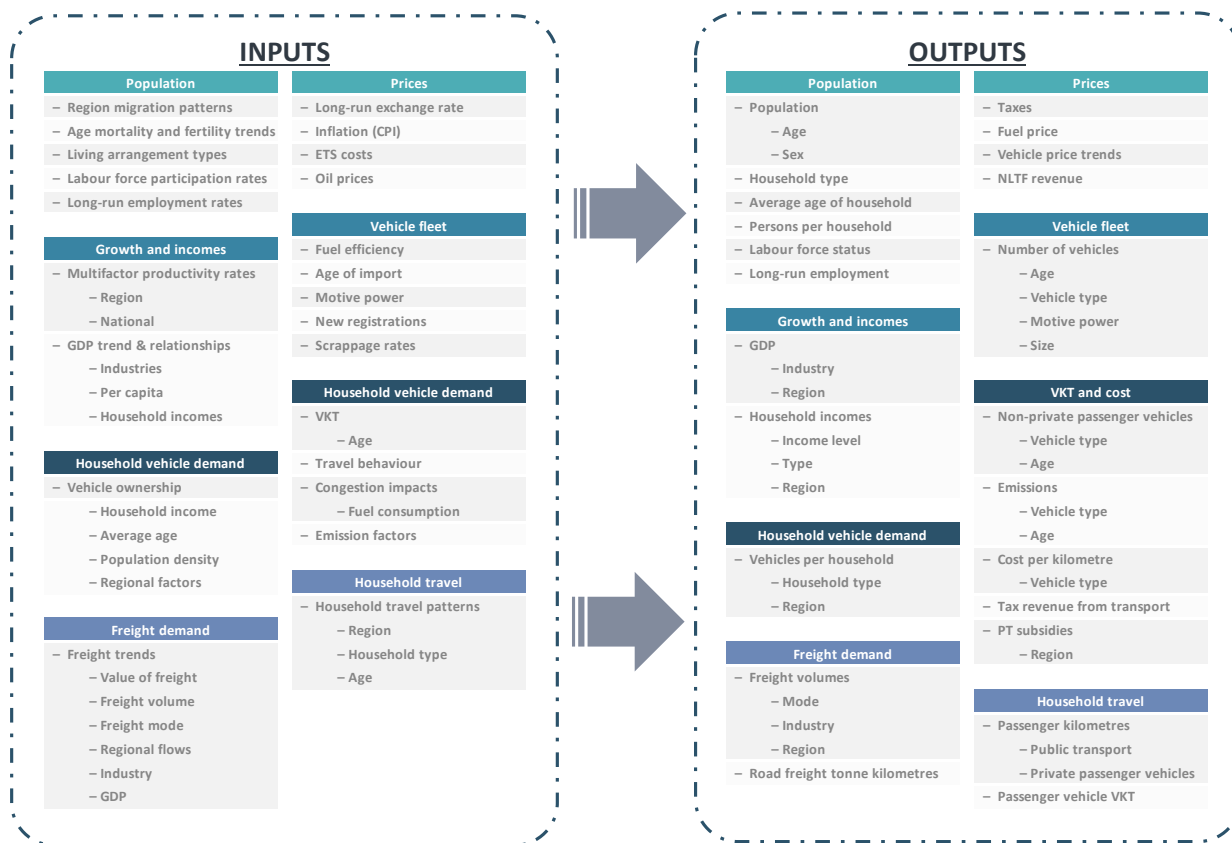 INPUTS
Population
– Region migration patterns
– Age mortality and fertility trends
– Living arrangement types
– Labour force participation rates
– Long-run employment rates
Growth and incomes
– Multifactor productivity rates
– Region
– National
– GDP trend & relationships
– Industries
– Per capita
– Household incomes
Household vehicle demand
– Vehicle ownership
– Household income
– Average age
– Population density
– Regional factors
Freight demand
– Freight trends
– Value of freight
– Freight volume
– Freight mode
– Regional flows
– Industry
– GDP
Prices
– Long-run exchange rate
– Inflation (CPI)
– ETS costs
– Oil prices
Vehicle fleet
– Fuel efficiency
– Age of import
– Motive power
– New registrations
– Scrappage rates
Household vehicle demand
– VKT
– Age
– Travel behaviour
– Congestion impacts
– Fuel consumption
– Emission factors
Household travel
– Household travel patterns
– Region
– Household type
– Age
OUTPUTS
Population
– Population
– Age
– Sex
– Household type
– Average age of household
– Persons per household
– Labour force status
– Long-run employment
Growth and incomes
– GDP
– Industry
– Region
– Household incomes
– Income level
– Type
– Region
Household vehicle demand
– Vehicles per household
– Household type
– Region
Freight demand
– Freight volumes
– Mode
– Industry
– Region
– Road freight tonne kilometres
Prices
– Taxes
– Fuel price
– Vehicle price trends
– NLTF revenue
Vehicle fleet
– Number of vehicles
– Age
– Vehicle type
– Motive power
– Size
VKT and cost
– Non-private passenger vehicles
– Vehicle type
– Age
– Emissions
– Vehicle type
– Age
– Cost per kilometre
– Vehicle type
– Tax revenue from transport
– PT subsidies
– Region
Household travel
– Passenger kilometres
– Public transport
– Private passenger vehicles
– Passenger vehicle VKT